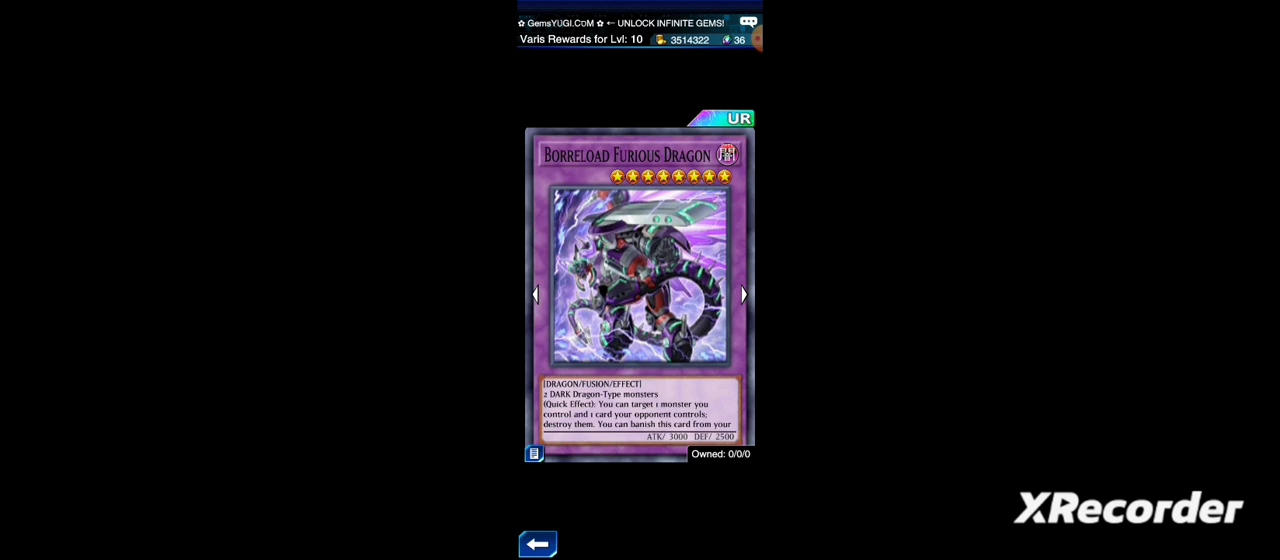 ✿ GemsYUGI.CᴅM ✿ ← UNLOCK INFINITE GEMS!
Varis Rewards for Lvl: 10 3514322 36
UR
BORRELOAD FURIOUS DRAGON
[DRAGON/FUSION/EFFECT]
2 DARK Dragon-Type monsters
(Quick Effect): You can target 1 monster you
control and 1 card your opponent controls;
destroy them. You can banish this card from your
ATK/ 3000 DEF/ 2500
Owned: 0/0/0
XRecorder